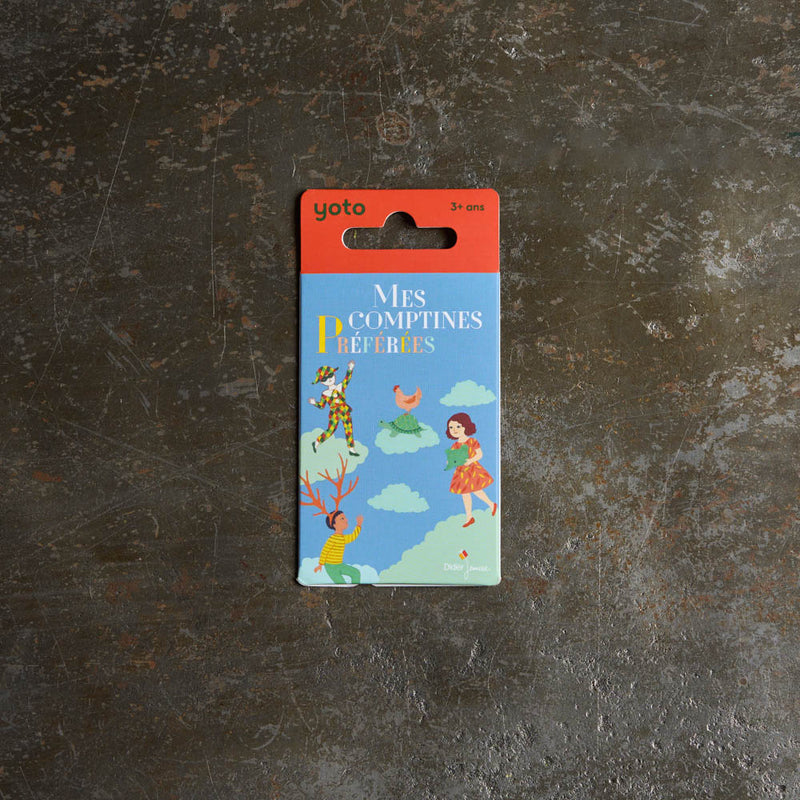 yoto
3+ ans
MES
COMPTINES
PRÉFÉRÉES
Didier Jeunesse